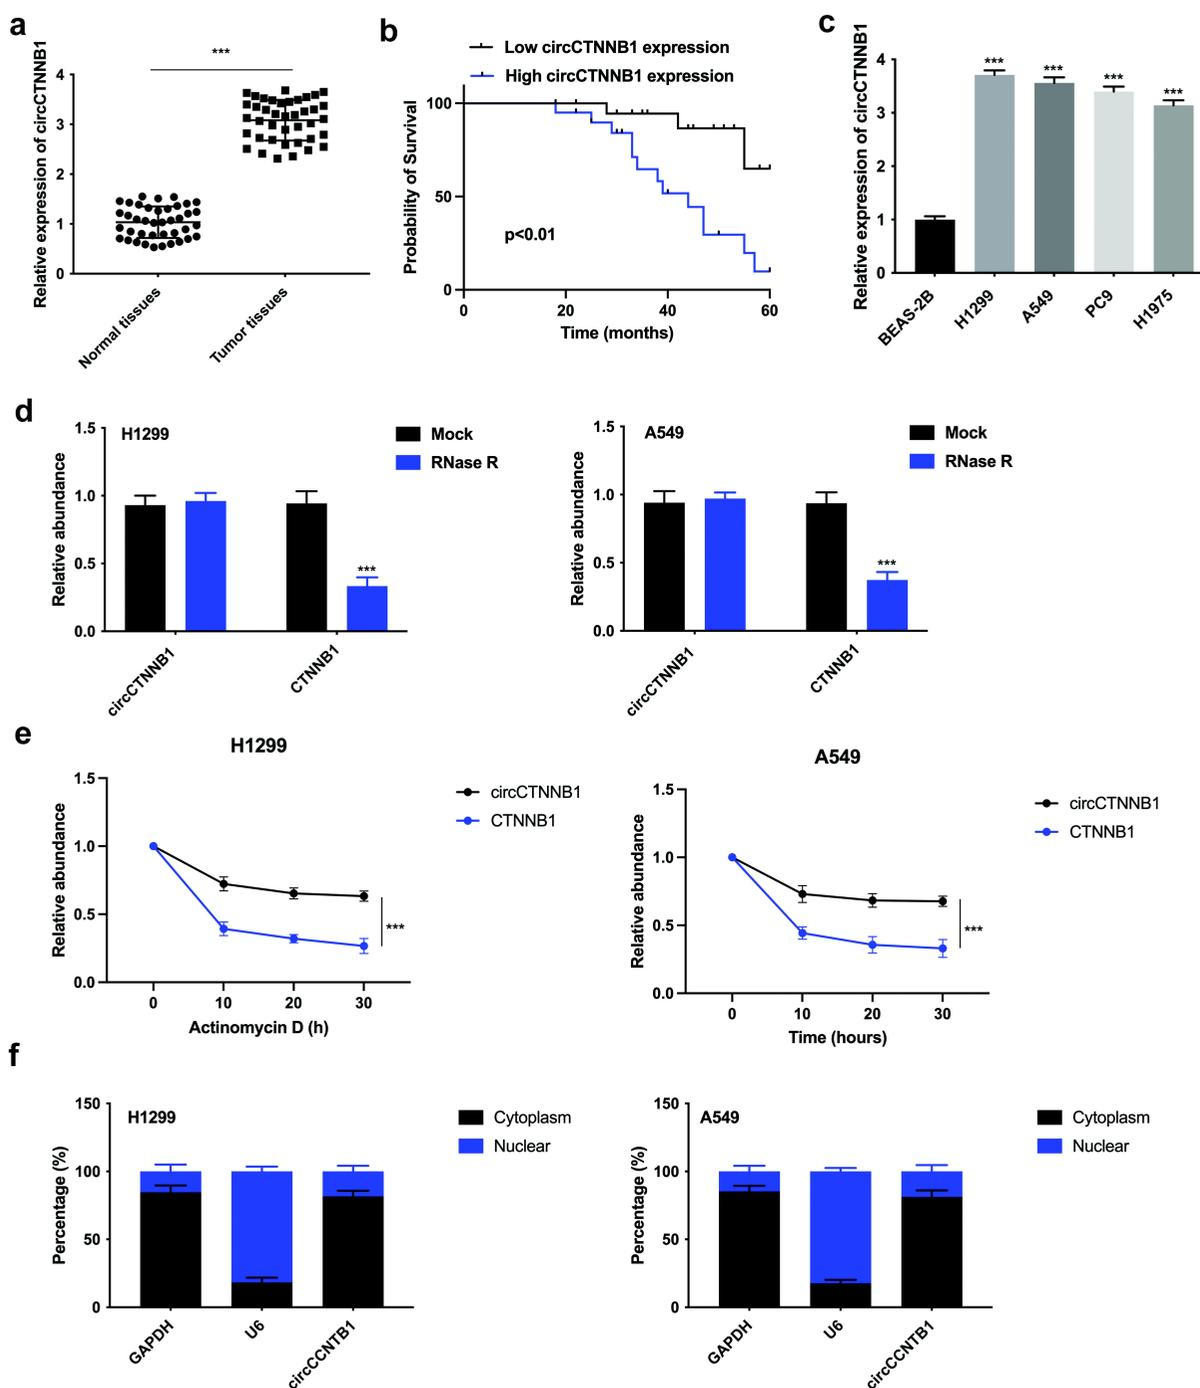 a
Relative expression of circCTNNB1
***
4
3
2
1
0
Normal tissues
Tumor tissues
b
Low circCTNNB1 expression
High circCTNNB1 expression
Probability of Survival
100
50
0
p<0.01
0
20
40
60
Time (months)
c
Relative expression of circCTNNB1
4
3
2
1
0
***
***
***
***
BEAS-2B
H1299
A549
PC9
H1975
d
H1299
Relative abundance
1.5
1.0
0.5
0.0
***
circCTNNB1
CTNNB1
Mock
RNase R
A549
Relative abundance
1.5
1.0
0.5
0.0
***
circCTNNB1
CTNNB1
Mock
RNase R
e
H1299
Relative abundance
1.5
1.0
0.5
0.0
***
0
10
20
30
Actinomycin D (h)
circCTNNB1
CTNNB1
A549
Relative abundance
1.5
1.0
0.5
0.0
***
0
10
20
30
Time (hours)
circCTNNB1
CTNNB1
f
H1299
Percentage (%)
150
100
50
0
GAPDH
U6
circCCNTB1
Cytoplasm
Nuclear
A549
Percentage (%)
150
100
50
0
GAPDH
U6
circCCNTB1
Cytoplasm
Nuclear